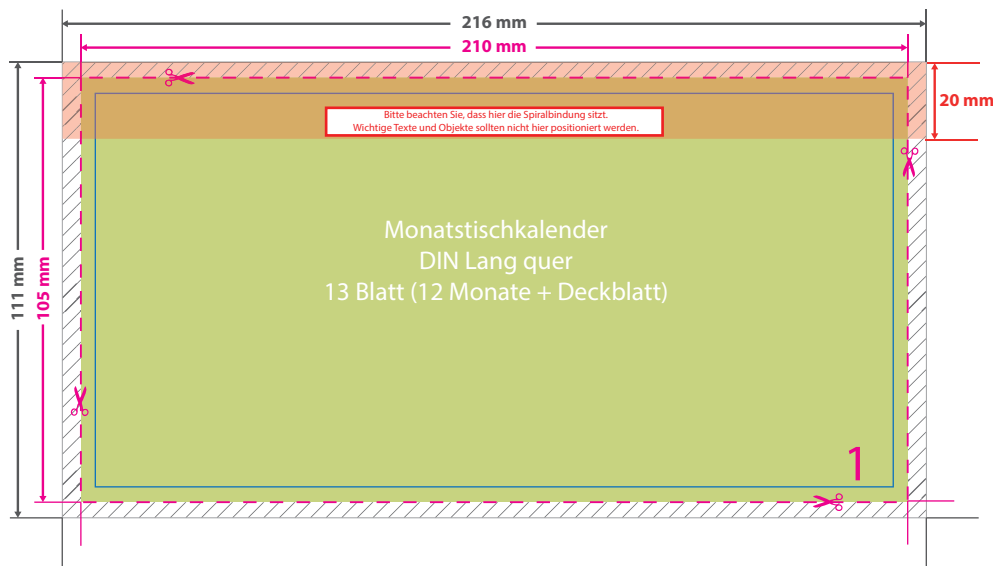 216 mm
210 mm
20 mm
Bitte beachten Sie, dass hier die Spiralbindung sitzt.
Wichtige Texte und Objekte sollten nicht hier positioniert werden.
111 mm
105 mm
Monatstischkalender
DIN Lang quer
13 Blatt (12 Monate + Deckblatt)
1